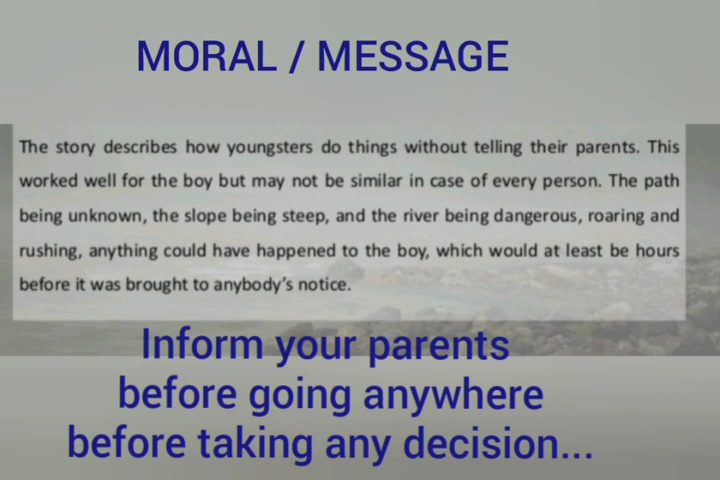 MORAL / MESSAGE
The story describes how youngsters do things without telling their parents. This
worked well for the boy but may not be similar in case of every person. The path
being unknown, the slope being steep, and the river being dangerous, roaring and
rushing, anything could have happened to the boy, which would at least be hours
before it was brought to anybody's notice.
Inform your parents
before going anywhere
before taking any decision...